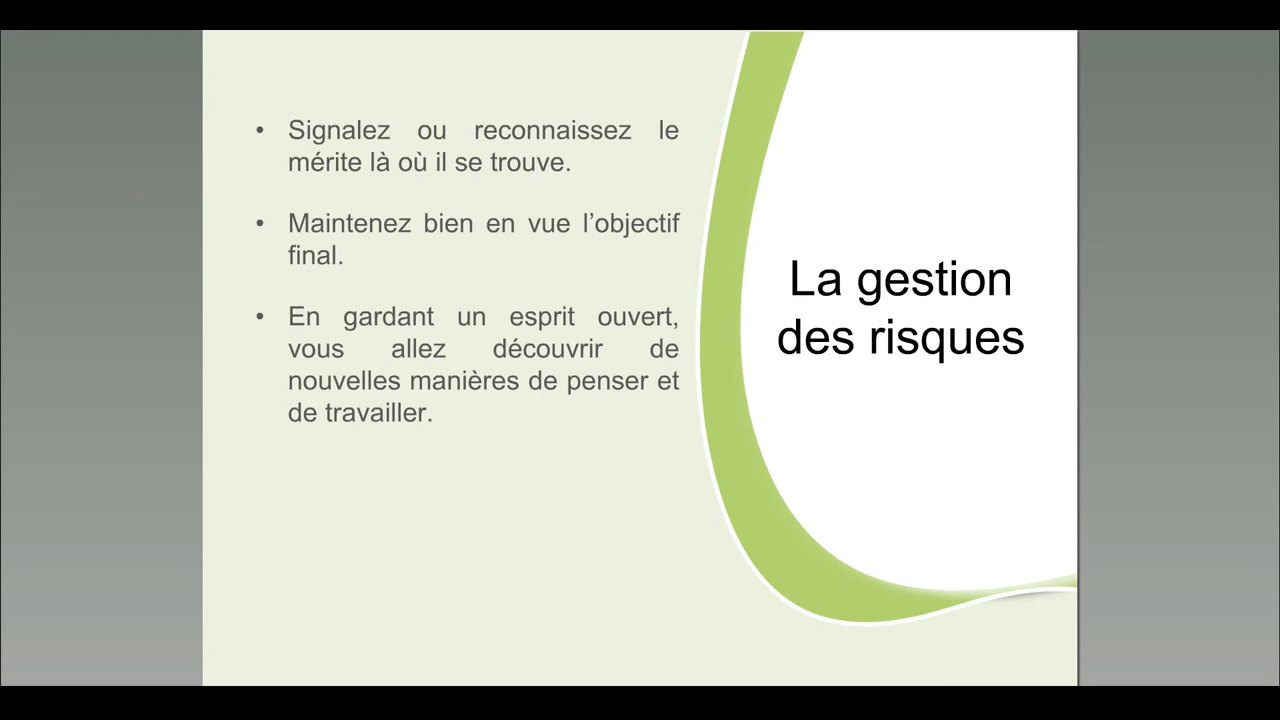 • Signalez ou reconnaissez le
mérite là où il se trouve.
• Maintenez bien en vue l’objectif
final.
• En gardant un esprit ouvert,
vous allez découvrir de
nouvelles manières de penser et
de travailler.
La gestion
des risques